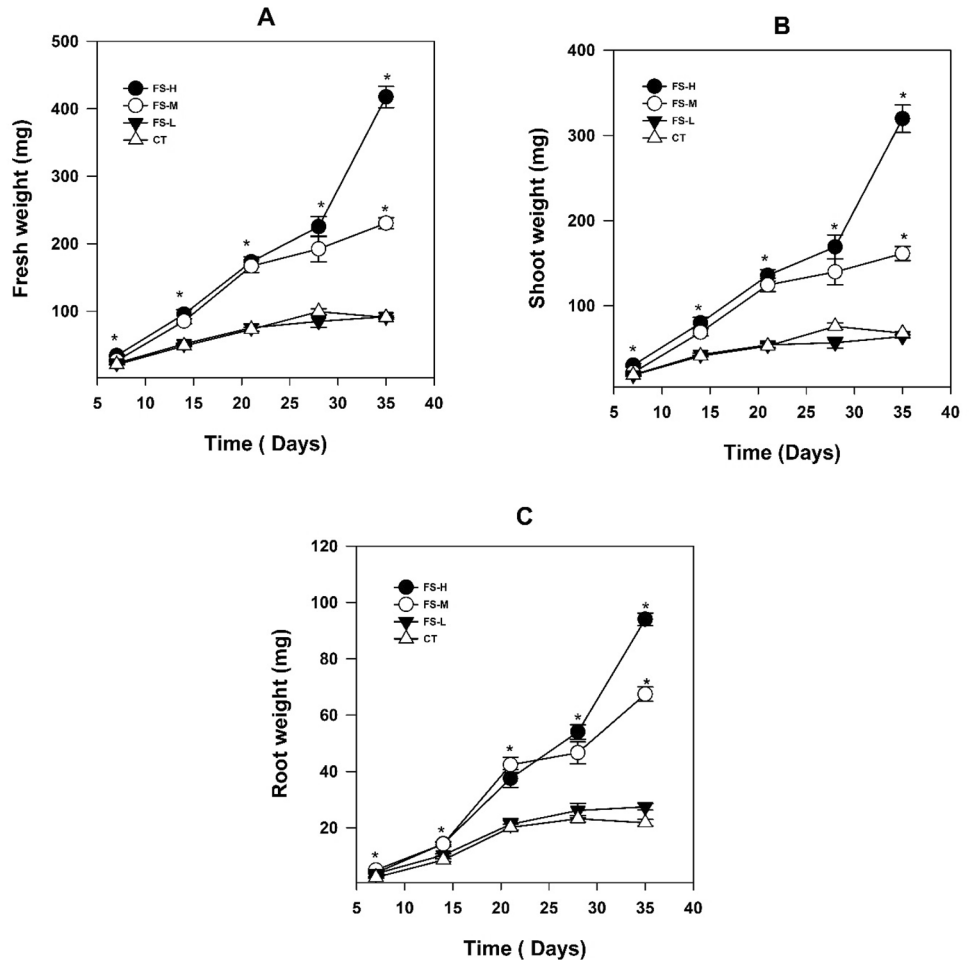 A
Fresh weight (mg)
500
400
300
200
100
FS-H
FS-M
FS-L
CT
*
*
*
*
*
*
5 10 15 20 25 30 35 40
Time ( Days)
B
Shoot weight (mg)
400
300
200
100
FS-H
FS-M
FS-L
CT
*
*
*
*
*
*
5 10 15 20 25 30 35 40
Time (Days)
C
Root weight (mg)
120
100
80
60
40
20
FS-H
FS-M
FS-L
CT
*
*
*
*
*
*
5 10 15 20 25 30 35 40
Time ( Days)